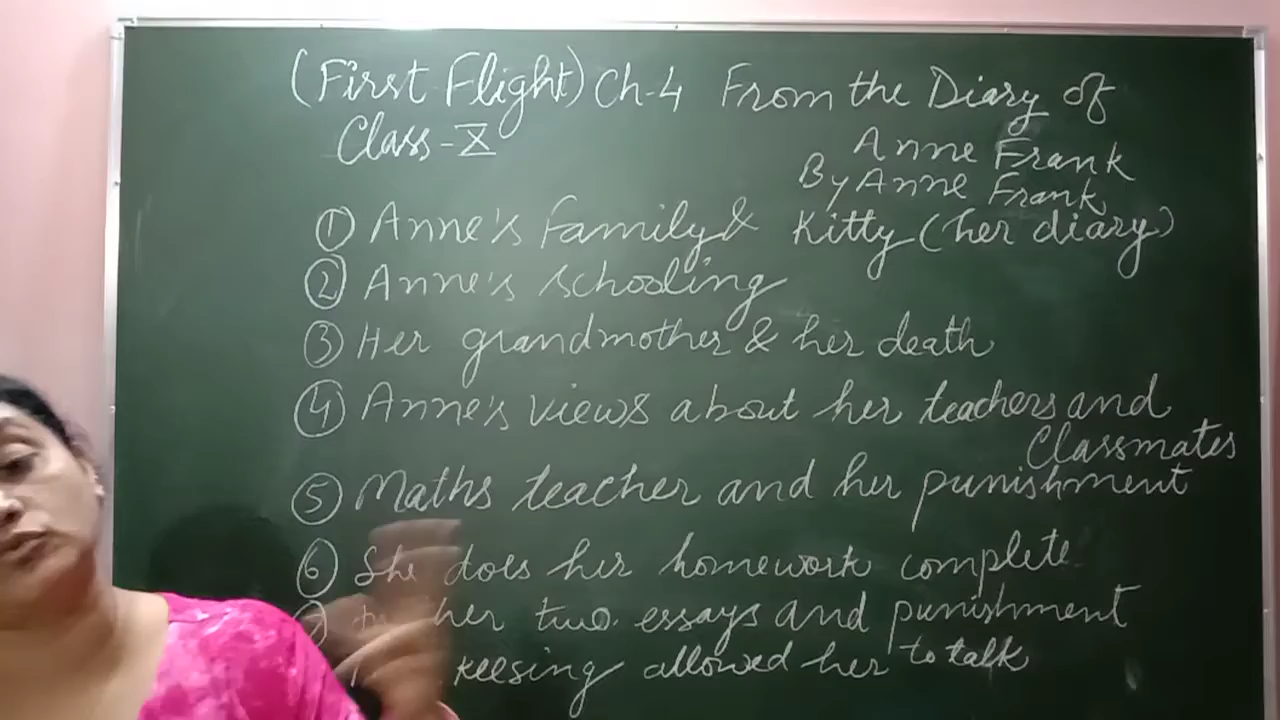 (First Flight) Ch-4 From the Diary of
Class-X Anne Frank
By Anne Frank
① Anne's Family & Kitty (her diary)
② Anne's schooling
③ Her grandmother & her death
④ Anne's views about her teachers and
Classmates
⑤ Maths teacher and her punishment
⑥ She does her homework complete
two essays and punishment
keesing allowed her to talk